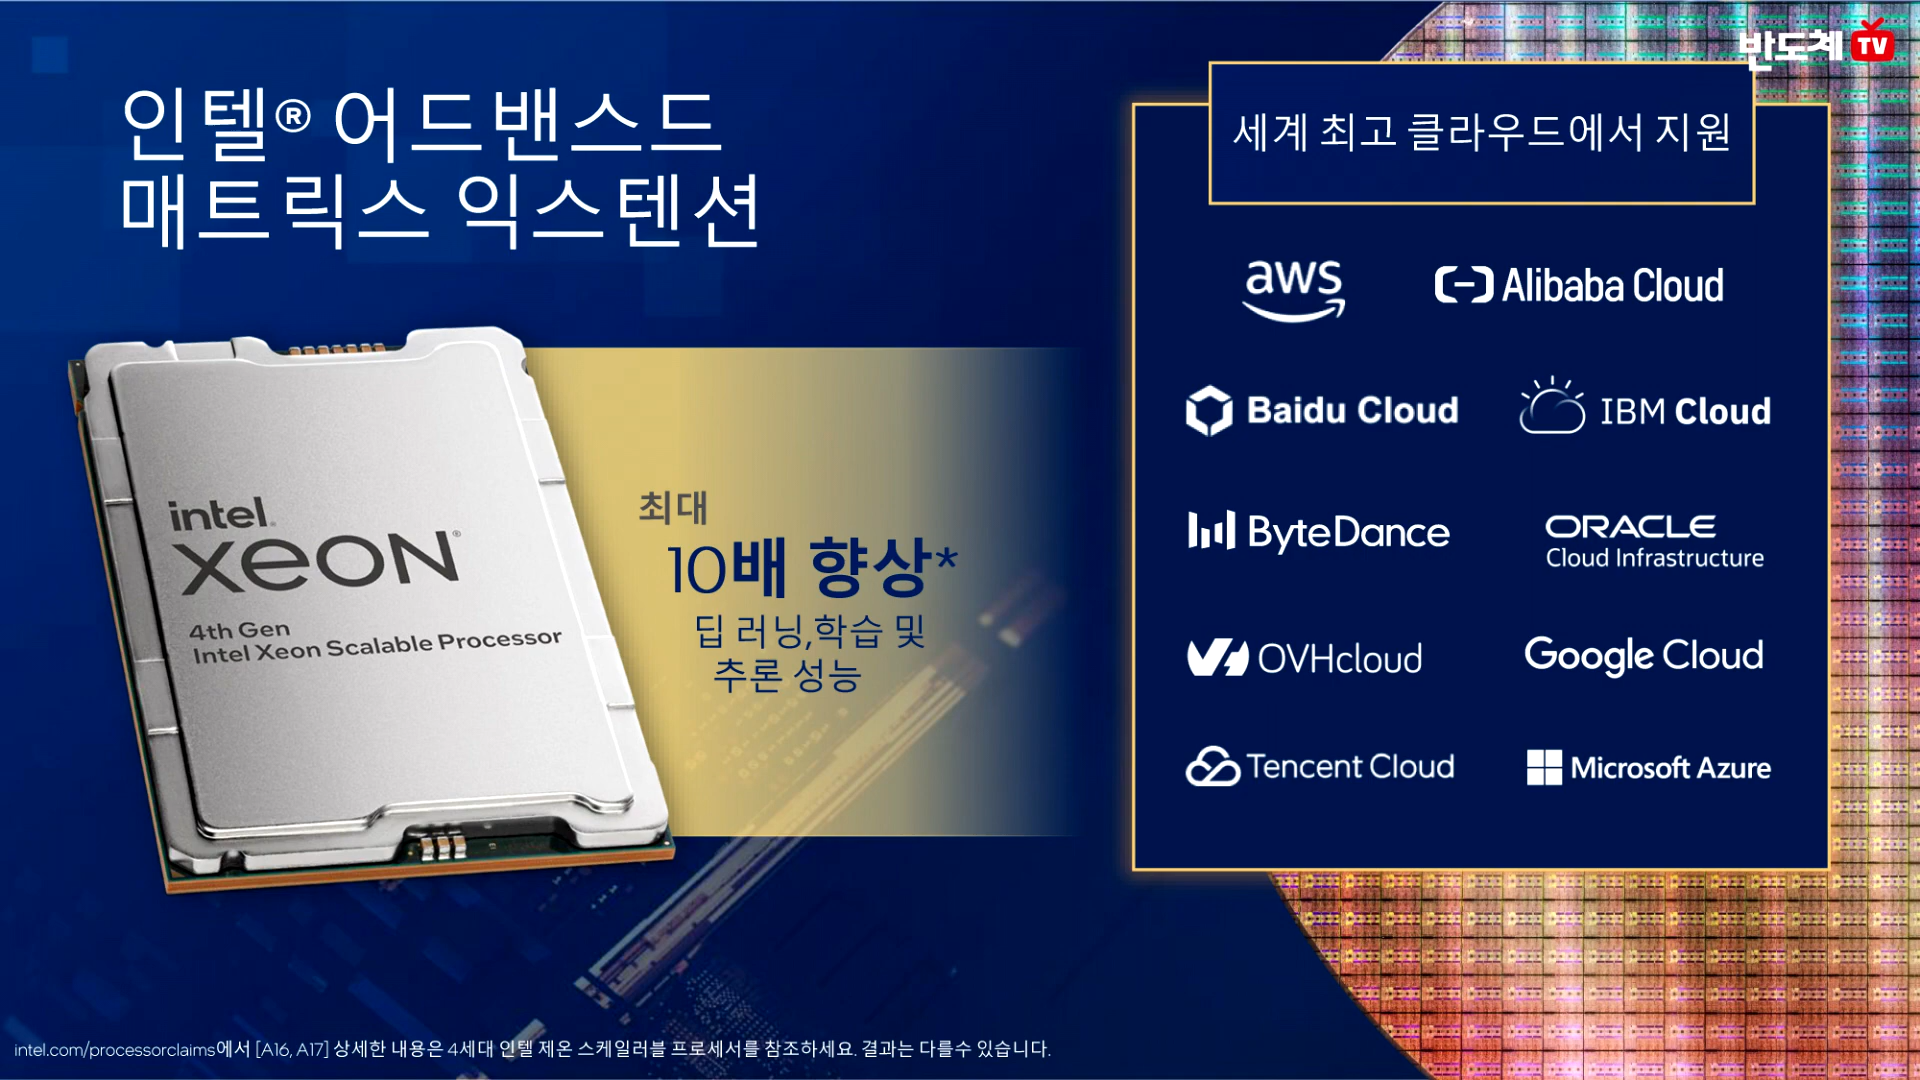 반도체 TV
인텔® 어드밴스드
매트릭스 익스텐션
세계 최고 클라우드에서 지원
aws
Alibaba Cloud
Baidu Cloud
IBM Cloud
ByteDance
ORACLE
Cloud Infrastructure
OVHcloud
Google Cloud
Tencent Cloud
Microsoft Azure
intel.
xeon®
4th Gen
Intel Xeon Scalable Processor
최대
10배 향상*
딥 러닝,학습 및
추론 성능
intel.com/processorclaims에서 [A16, A17] 상세한 내용은 4세대 인텔 제온 스케일러블 프로세서를 참조하세요. 결과는 다를수 있습니다.